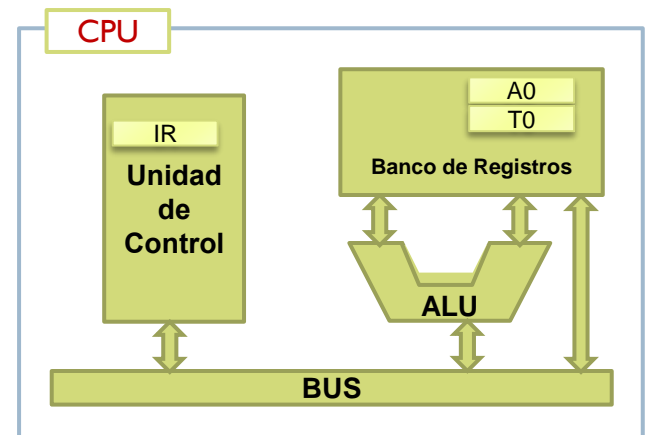 CPU
IR
Unidad
de
Control
A0
T0
Banco de Registros
ALU
BUS